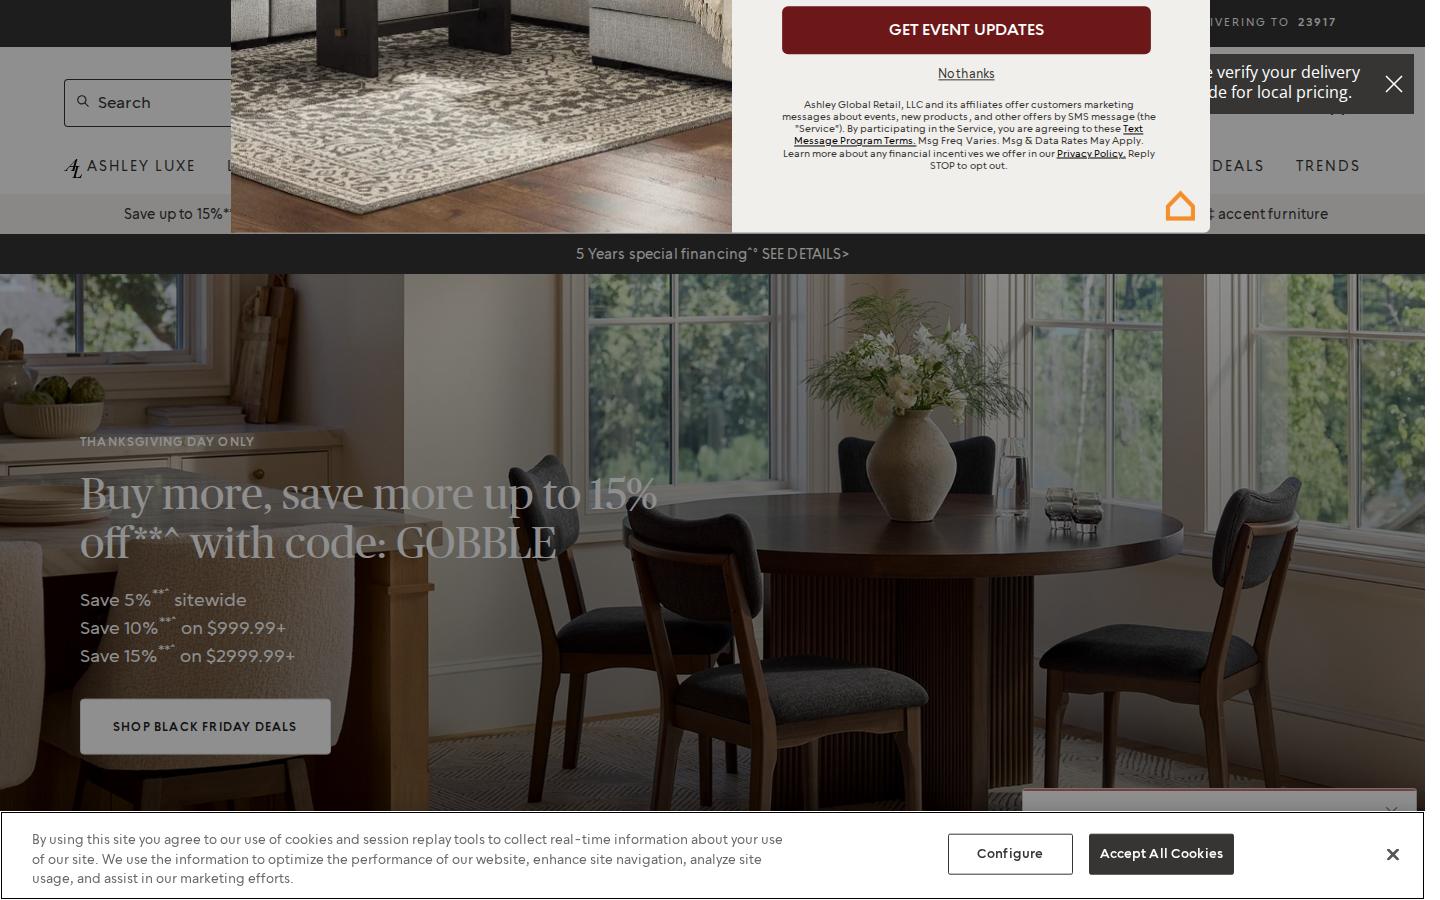 IVERING TO 23917
GET EVENT UPDATES
No thanks
e verify your delivery
de for local pricing.
Search
Ashley Global Retail, LLC and its affiliates offer customers marketing
messages about events, new products, and other offers by SMS message (the
"Service"). By participating in the Service, you are agreeing to these Text
Message Program Terms. Msg Freq Varies. Msg & Data Rates May Apply.
Learn more about any financial incentives we offer in our Privacy Policy. Reply
STOP to opt out.
AL ASHLEY LUXE
DEALS TRENDS
Save up to 15%**
‡ accent furniture
5 Years special financing^° SEE DETAILS>
THANKSGIVING DAY ONLY
Buy more, save more up to 15%
off**^ with code: GOBBLE
Save 5%**^ sitewide
Save 10%**^ on $999.99+
Save 15%**^ on $2999.99+
SHOP BLACK FRIDAY DEALS
By using this site you agree to our use of cookies and session replay tools to collect real-time information about your use
of our site. We use the information to optimize the performance of our website, enhance site navigation, analyze site
usage, and assist in our marketing efforts.
Configure
Accept All Cookies